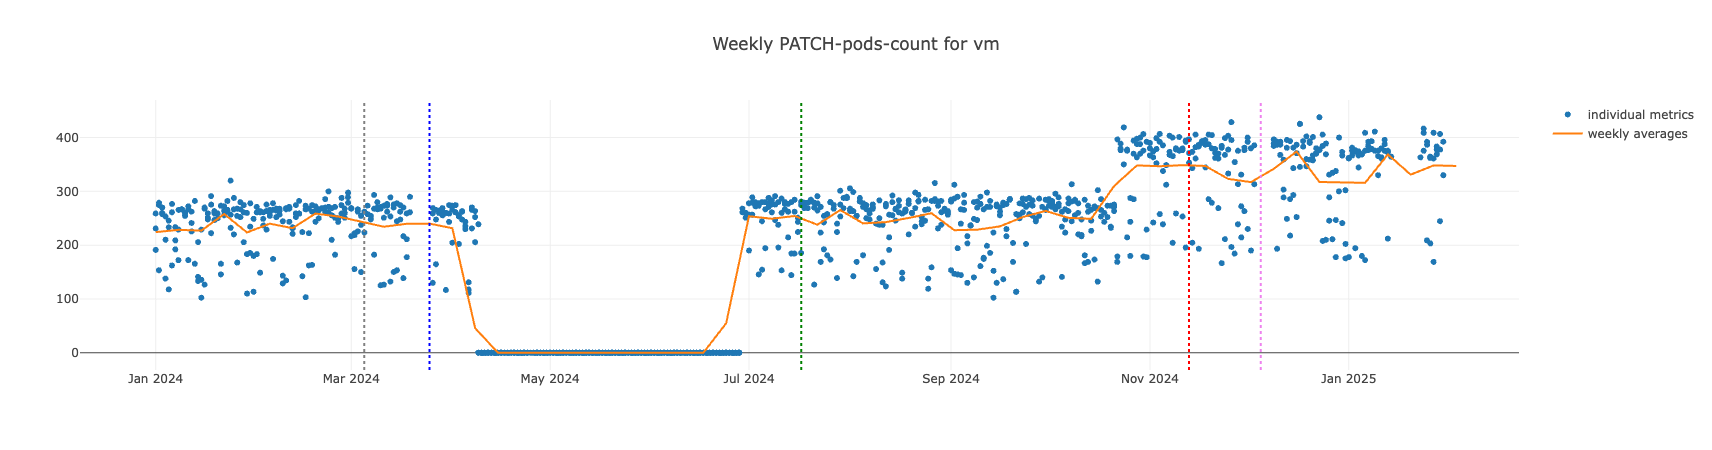 Weekly PATCH-pods-count for vm
individual metrics
weekly averages
400
300
200
100
0
Jan 2024
Mar 2024
May 2024
Jul 2024
Sep 2024
Nov 2024
Jan 2025